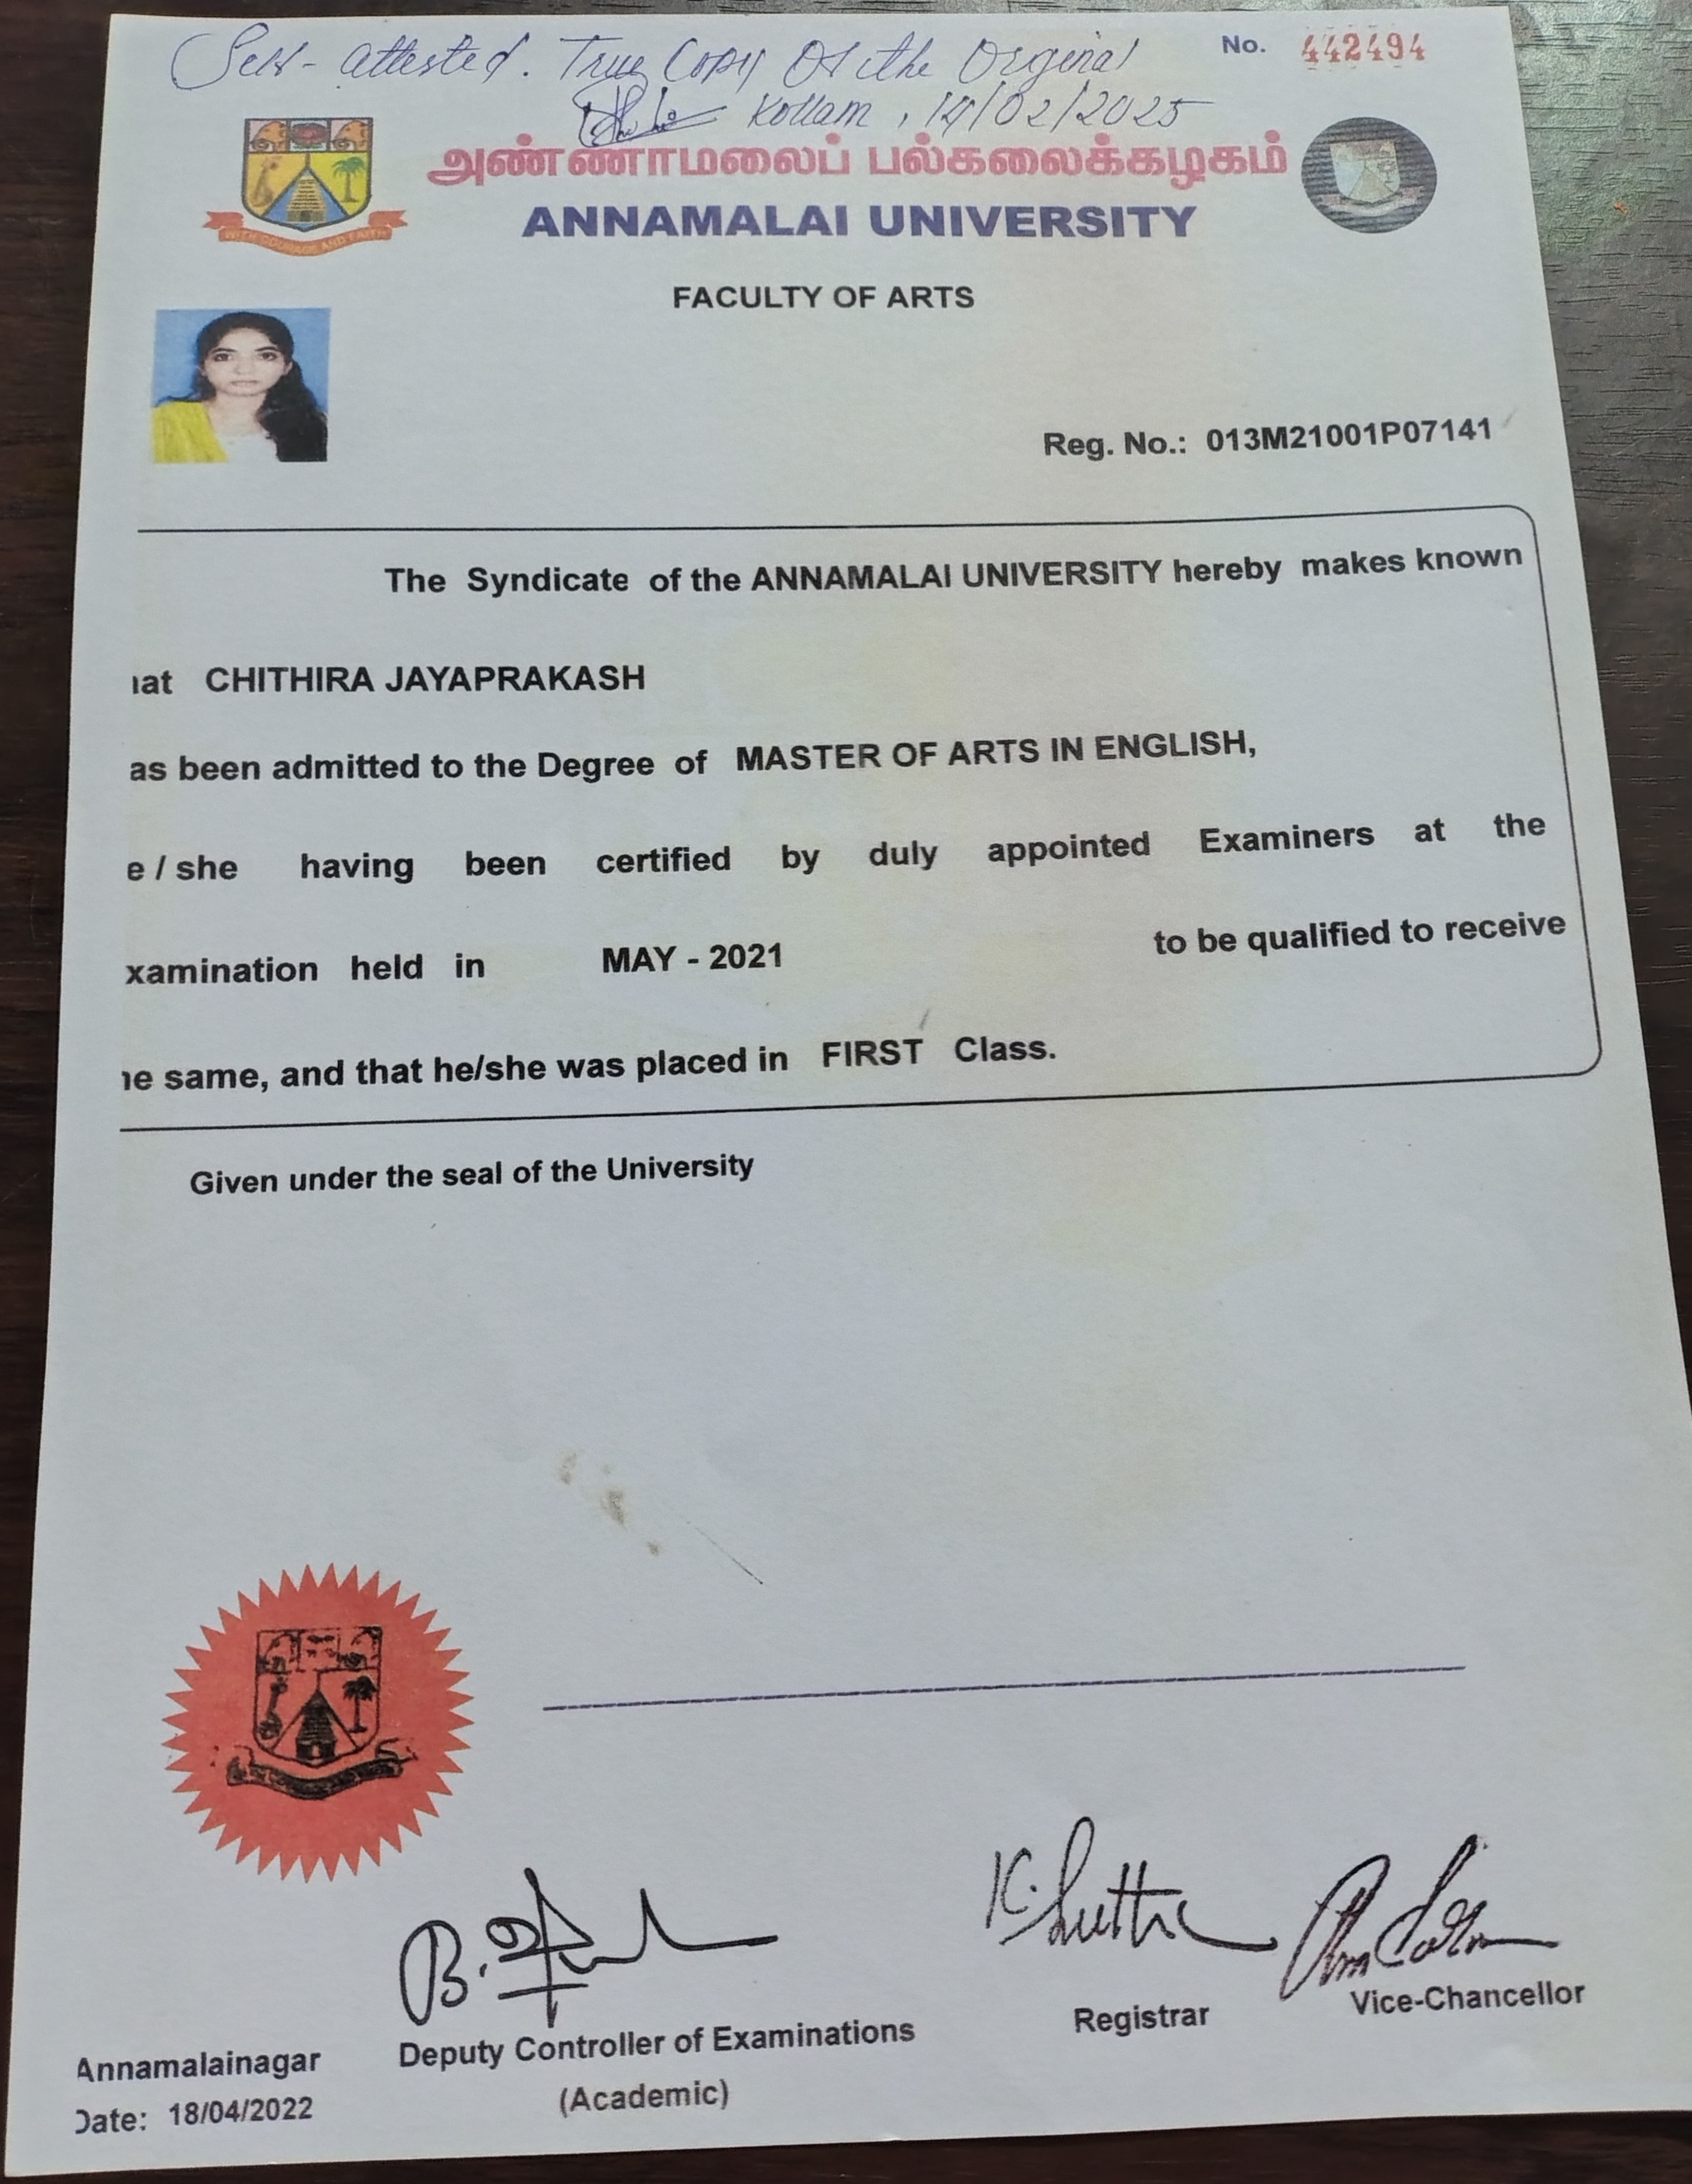 Self-attested. True Copy Of the Orginal
No. 442494
Kollam, 14/02/2025
அண்ணாமலைப் பல்கலைக்கழகம்
ANNAMALAI UNIVERSITY
WITH COURAGE AND FAITH
FACULTY OF ARTS
Reg. No.: 013M21001P07141
The Syndicate of the ANNAMALAI UNIVERSITY hereby makes known
at CHITHIRA JAYAPRAKASH
as been admitted to the Degree of MASTER OF ARTS IN ENGLISH,
e / she having been certified by duly appointed Examiners at the
xamination held in MAY - 2021 to be qualified to receive
e same, and that he/she was placed in FIRST Class.
Given under the seal of the University
Deputy Controller of Examinations
(Academic)
Registrar
Vice-Chancellor
Annamalainagar
Date: 18/04/2022